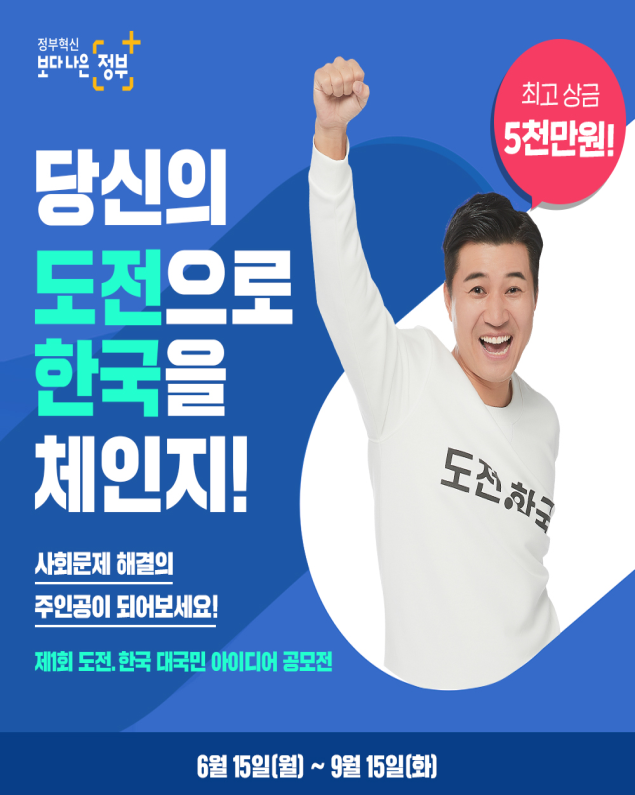 정부혁신
보다나은 정부
최고 상금
5천만원!
당신의
도전으로
한국을
체인지!
도전.한국
사회문제 해결의
주인공이 되어보세요!
제1회 도전.한국 대국민 아이디어 공모전
6월 15일(월) ~ 9월 15일(화)